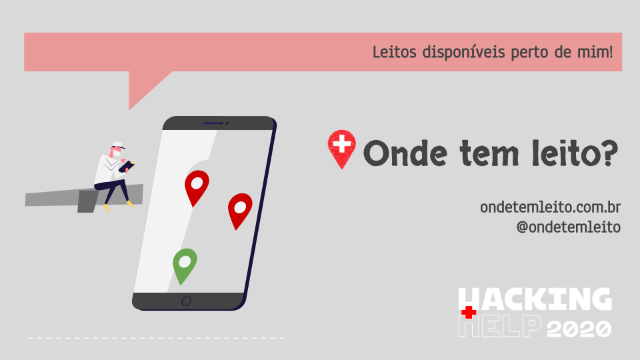 Leitos disponíveis perto de mim!
Onde tem leito?
ondetemleito.com.br
@ondetemleito
HACKING
HELP 2020